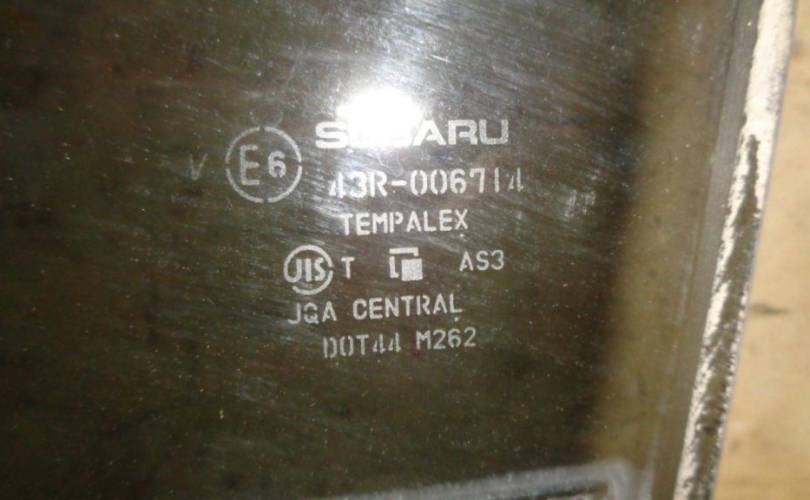 SUBARU
V E6 43R-006714
TEMPALEX
JIS T AS3
JQA CENTRAL
DOT44 M262